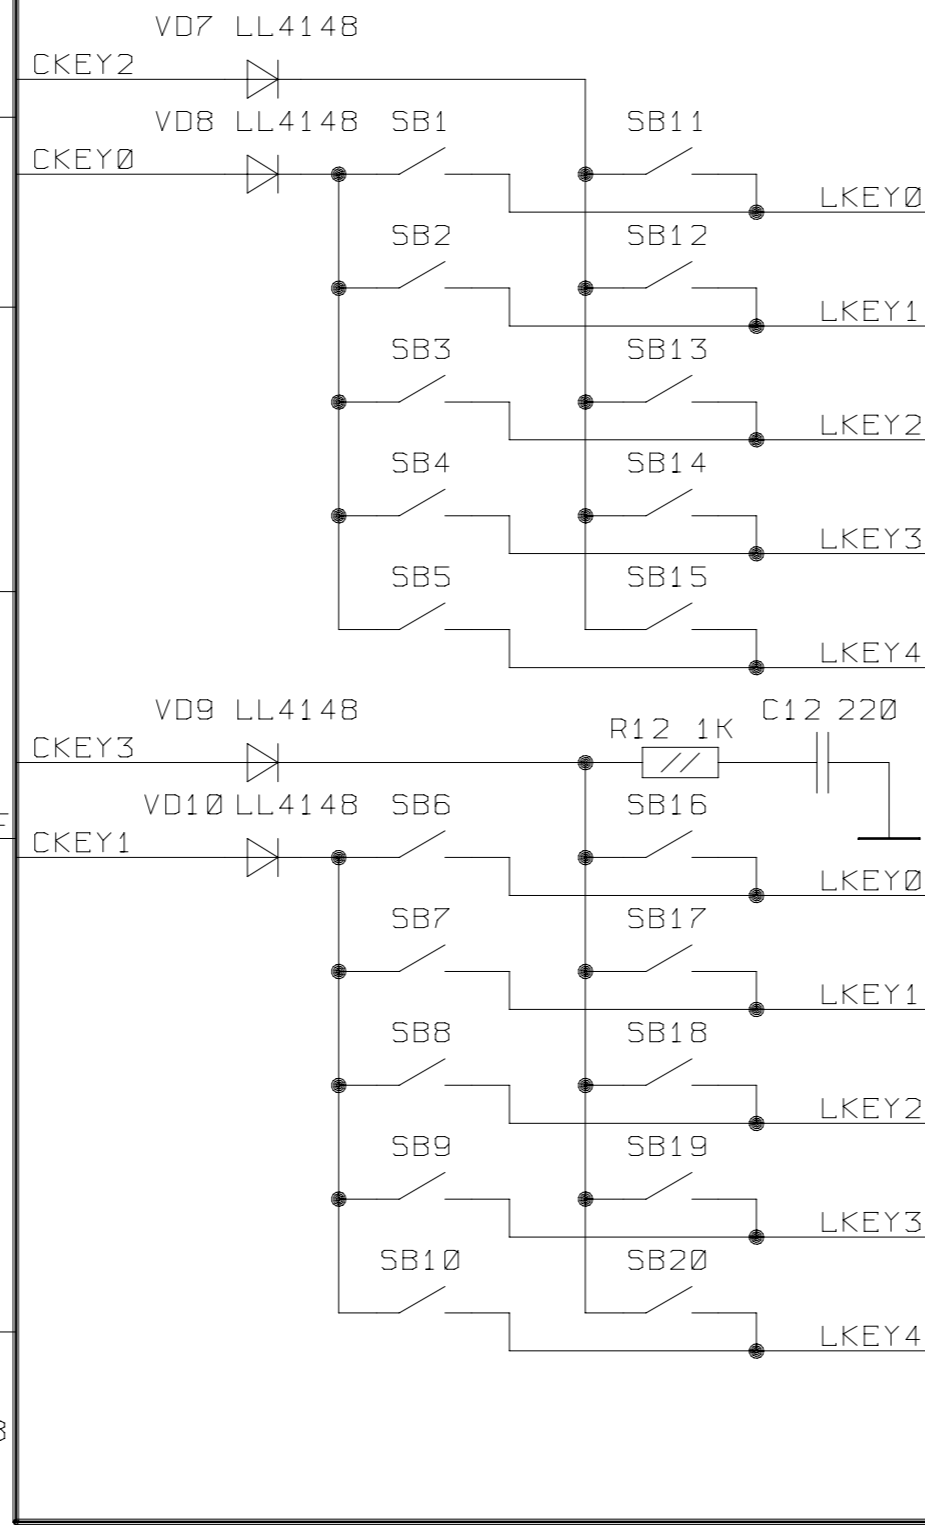 VD7 LL4148
CKEY2
VD8 LL4148 SB1 SB11
CKEY0
LKEY0
SB2 SB12
LKEY1
SB3 SB13
LKEY2
SB4 SB14
LKEY3
SB5 SB15
LKEY4
VD9 LL4148 C12 220
R12 1K
CKEY3
VD10 LL4148 SB6 SB16
CKEY1
LKEY0
SB7 SB17
LKEY1
SB8 SB18
LKEY2
SB9 SB19
LKEY3
SB10 SB20
LKEY4